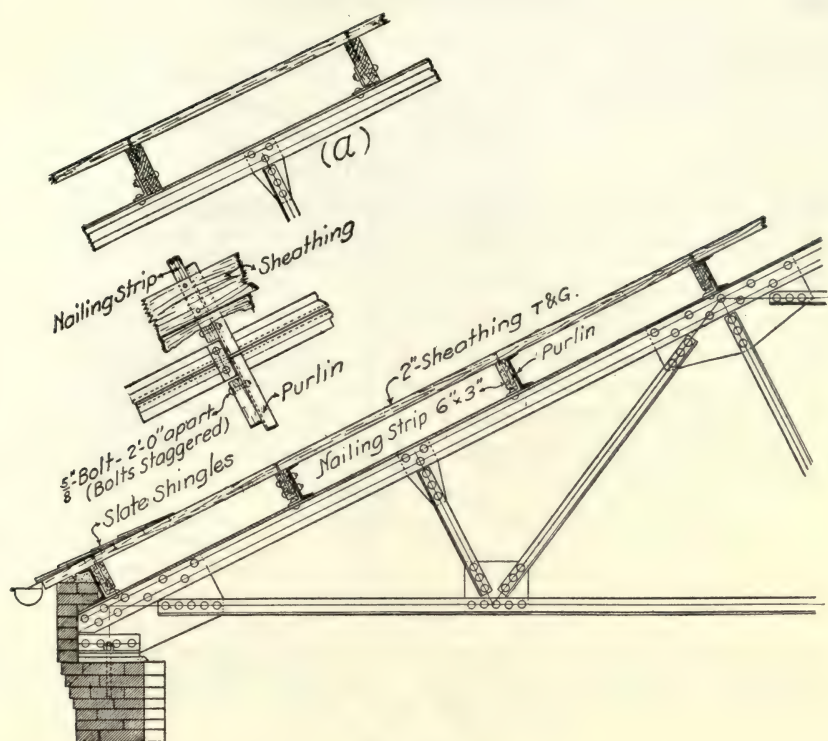 (a)
Nailing Strip
Sheathing
Purlin
5/8"-Bolt-2'-0" apart
(Bolts Staggered)
Slate Shingles
2"-Sheathing T&G.
Purlin
Nailing Strip 6"x3"